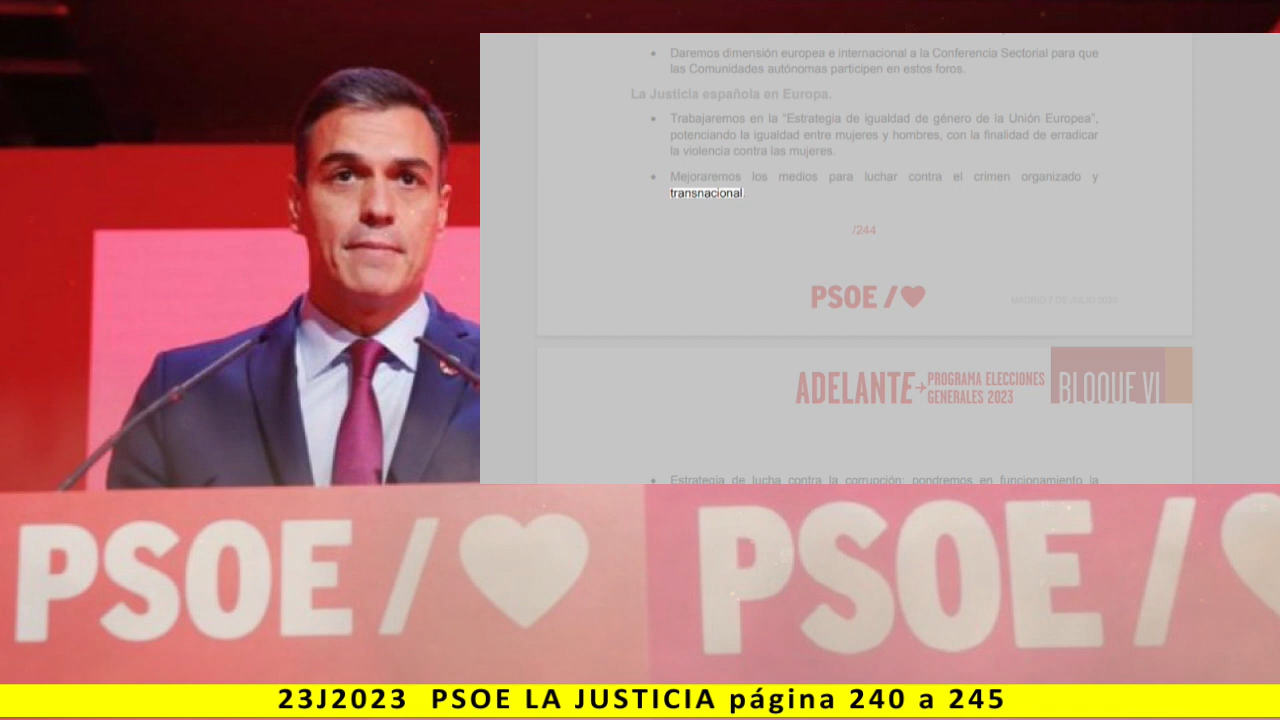 Daremos dimensión europea e internacional a la Conferencia Sectorial para que
las Comunidades autónomas participen en estos foros.
La Justicia española en Europa.
Trabajaremos en la “Estrategia de igualdad de género de la Unión Europea”,
potenciando la igualdad entre mujeres y hombres, con la finalidad de erradicar
la violencia contra las mujeres.
Mejoraremos los medios para luchar contra el crimen organizado y
transnacional.
/244
PSOE /
MADRID 7 DE JULIO 2023
ADELANTE
PROGRAMA ELECCIONES
GENERALES 2023
BLOQUE VI
Estrategia de lucha contra la corrupción: pondremos en funcionamiento la
PSOE /
PSOE /
23J2023 PSOE LA JUSTICIA página 240 a 245